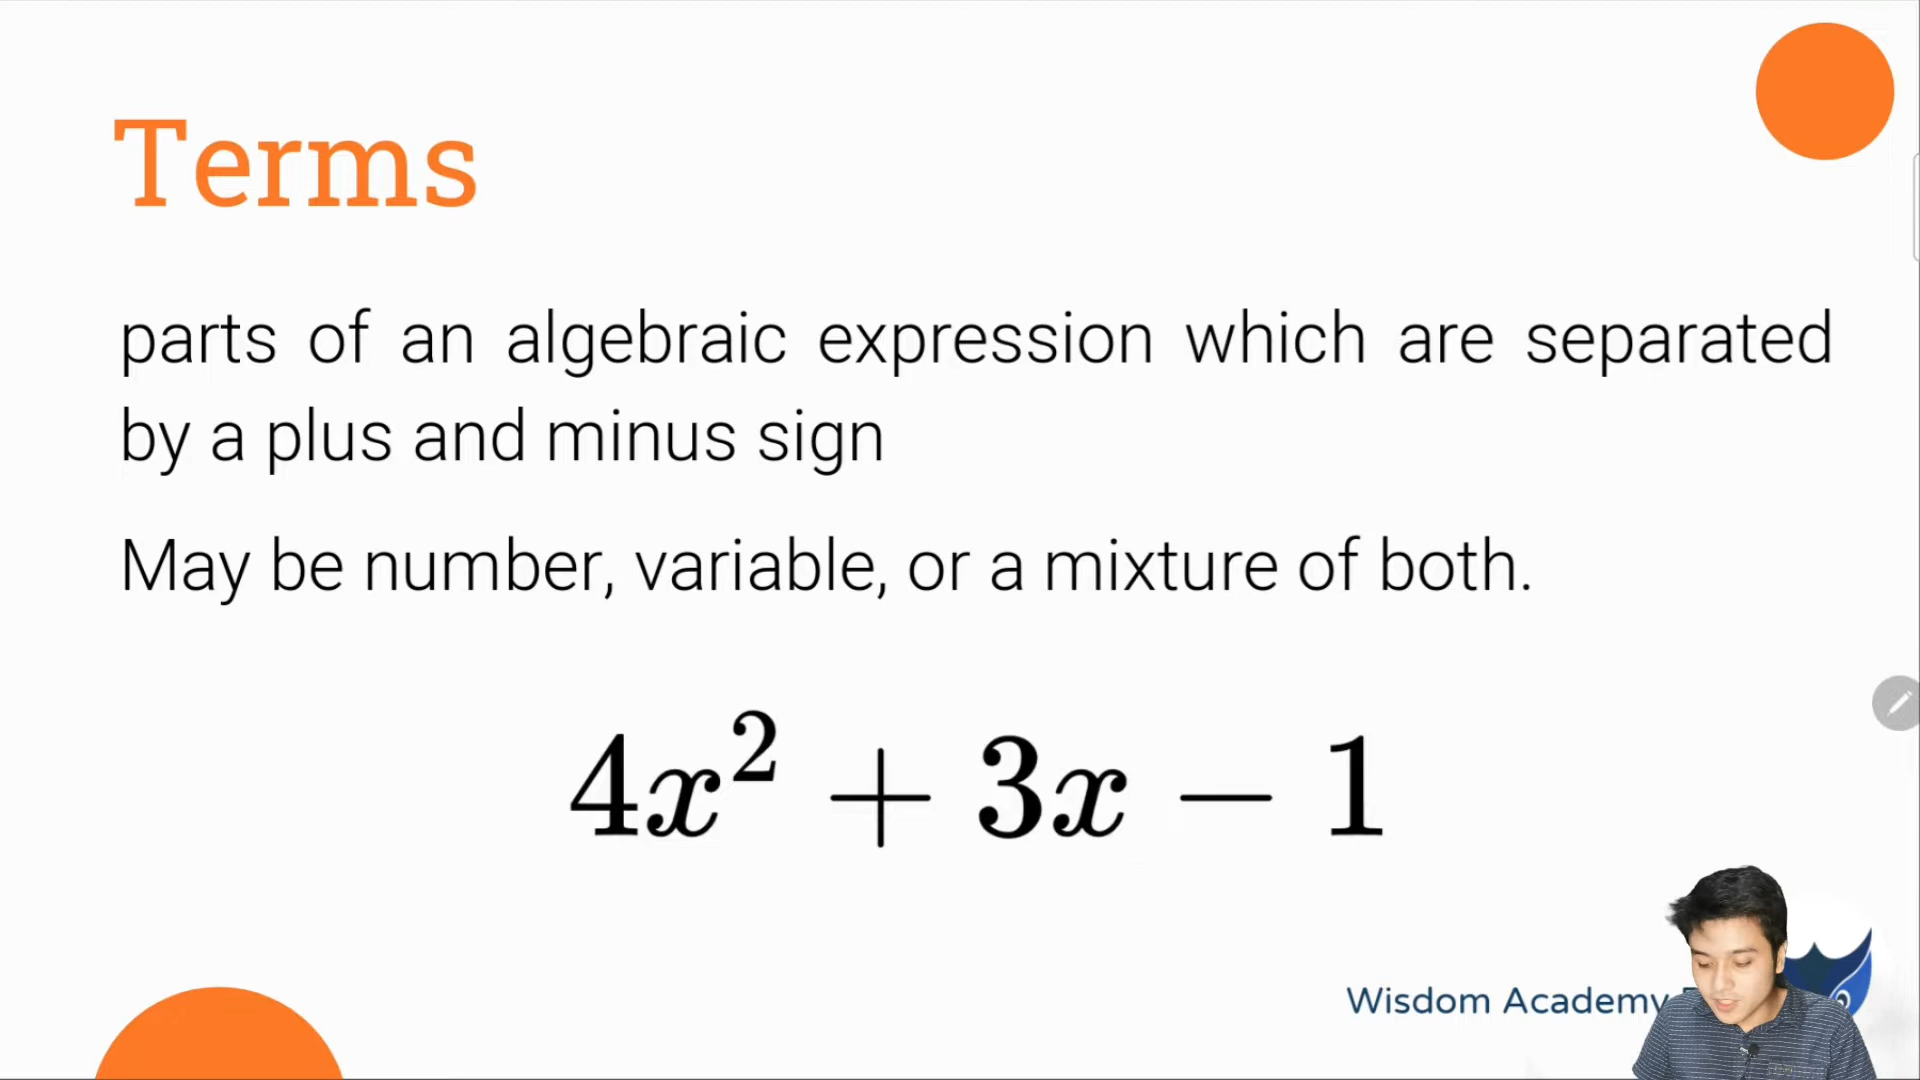 Terms
parts of an algebraic expression which are separated
by a plus and minus sign
May be number, variable, or a mixture of both.
4x² + 3x − 1
Wisdom Academy